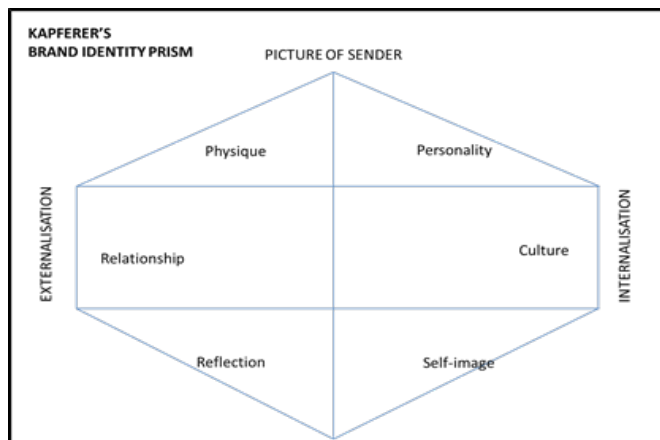 KAPFERER'S
BRAND IDENTITY PRISM
PICTURE OF SENDER
Physique
Personality
EXTERNALISATION
INTERNALISATION
Relationship
Culture
Reflection
Self-image